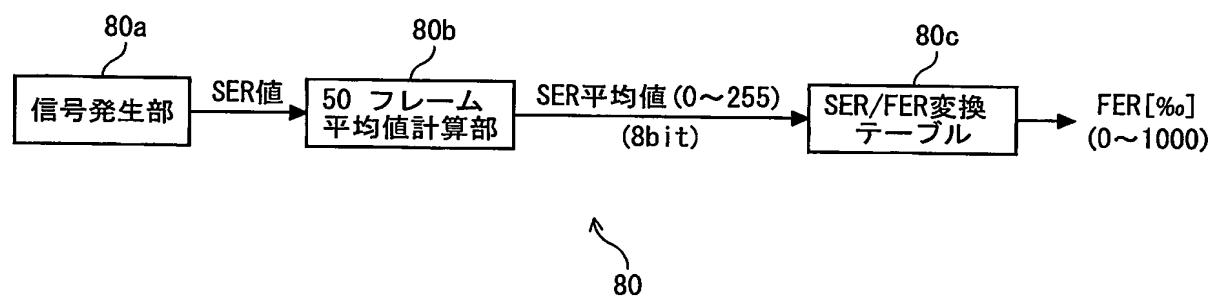 80a
80b
80c
信号発生部
SER値
50 フレーム
平均値計算部
SER平均値(0～255)
(8bit)
SER/FER変換
テーブル
FER[‰]
(0～1000)
80